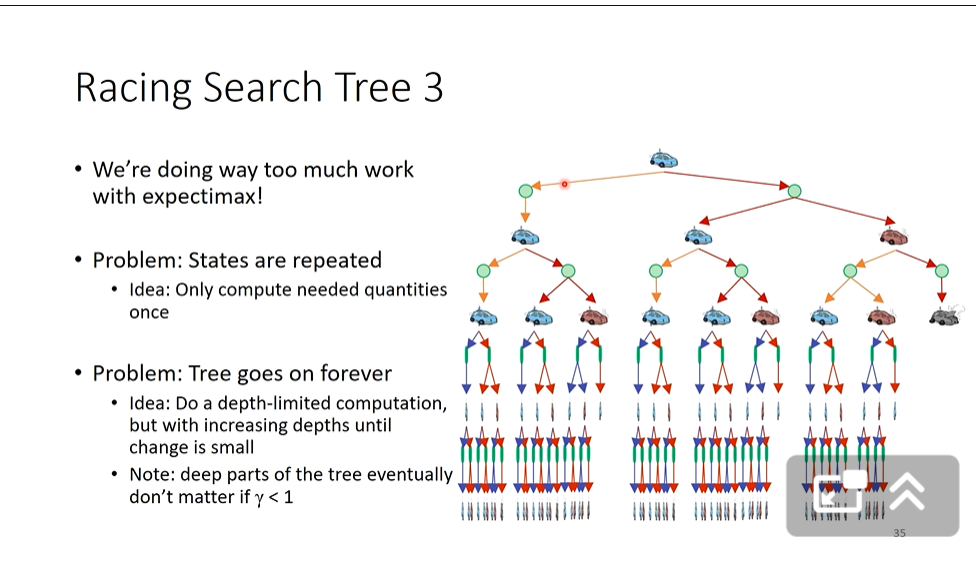 Racing Search Tree 3
• We're doing way too much work
with expectimax!
• Problem: States are repeated
• Idea: Only compute needed quantities
once
• Problem: Tree goes on forever
• Idea: Do a depth-limited computation,
but with increasing depths until
change is small
• Note: deep parts of the tree eventually
don't matter if γ < 1
35